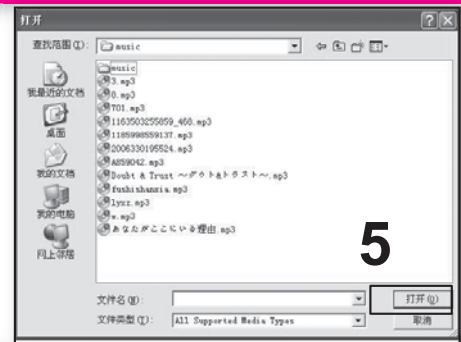 打开
查找范围(I):
music
我最近的文档
桌面
我的文档
我的电脑
网上邻居
music
3.mp3
0.mp3
701.mp3
1163503255059_460.mp3
1185998559137.mp3
2006330195524.mp3
A859042.mp3
Doubt & Trust ～ダウト&トラスト～.mp3
fushishanxia.mp3
lyxz.mp3
w.mp3
あなたがここにいる理由.mp3
5
文件名(N):
打开(O)
文件类型(T):
All Supported Media Types
取消